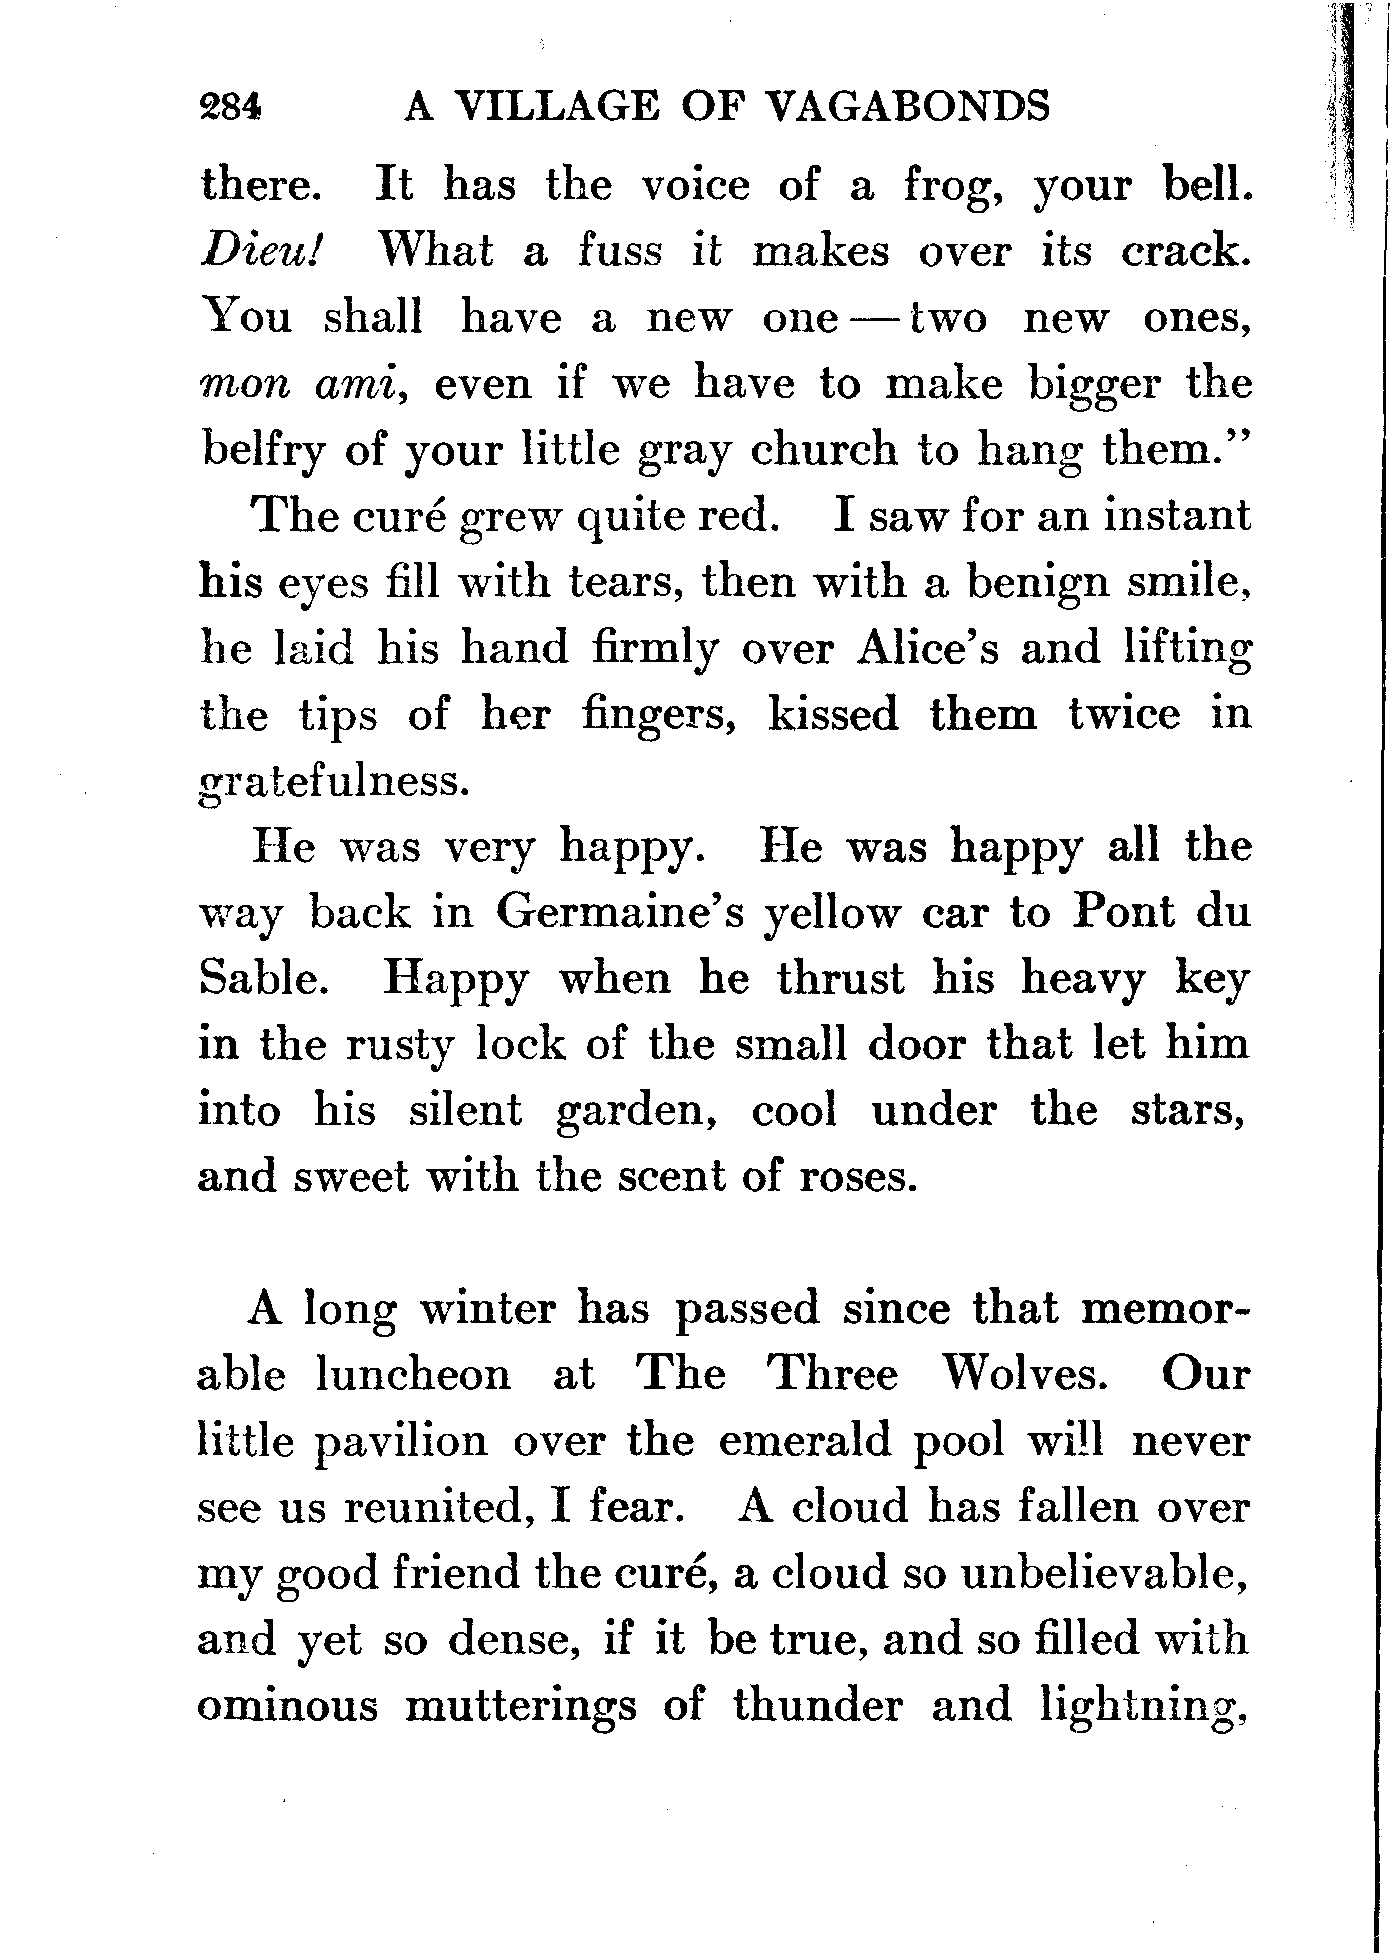 284 A VILLAGE OF VAGABONDS
there. It has the voice of a frog, your bell.
Dieu! What a fuss it makes over its crack.
You shall have a new one — two new ones,
mon ami, even if we have to make bigger the
belfry of your little gray church to hang them."
The curé grew quite red. I saw for an instant
his eyes fill with tears, then with a benign smile,
he laid his hand firmly over Alice's and lifting
the tips of her fingers, kissed them twice in
gratefulness.
He was very happy. He was happy all the
way back in Germaine's yellow car to Pont du
Sable. Happy when he thrust his heavy key
in the rusty lock of the small door that let him
into his silent garden, cool under the stars,
and sweet with the scent of roses.
A long winter has passed since that memor-
able luncheon at The Three Wolves. Our
little pavilion over the emerald pool will never
see us reunited, I fear. A cloud has fallen over
my good friend the curé, a cloud so unbelievable,
and yet so dense, if it be true, and so filled with
ominous mutterings of thunder and lightning,